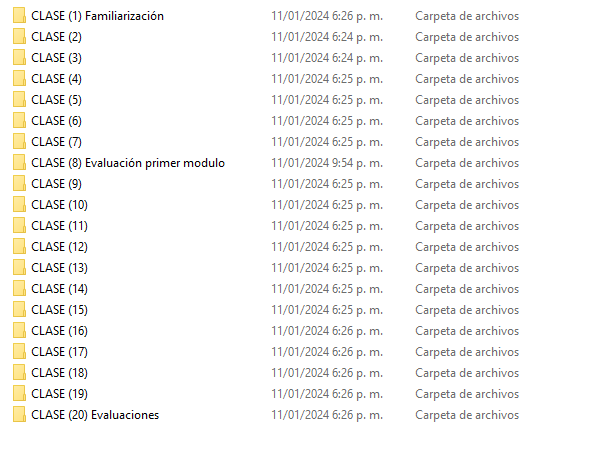 CLASE (1) Familiarización 11/01/2024 6:26 p. m. Carpeta de archivos
CLASE (2) 11/01/2024 6:24 p. m. Carpeta de archivos
CLASE (3) 11/01/2024 6:24 p. m. Carpeta de archivos
CLASE (4) 11/01/2024 6:25 p. m. Carpeta de archivos
CLASE (5) 11/01/2024 6:25 p. m. Carpeta de archivos
CLASE (6) 11/01/2024 6:25 p. m. Carpeta de archivos
CLASE (7) 11/01/2024 6:25 p. m. Carpeta de archivos
CLASE (8) Evaluación primer modulo 11/01/2024 9:54 p. m. Carpeta de archivos
CLASE (9) 11/01/2024 6:25 p. m. Carpeta de archivos
CLASE (10) 11/01/2024 6:25 p. m. Carpeta de archivos
CLASE (11) 11/01/2024 6:25 p. m. Carpeta de archivos
CLASE (12) 11/01/2024 6:25 p. m. Carpeta de archivos
CLASE (13) 11/01/2024 6:25 p. m. Carpeta de archivos
CLASE (14) 11/01/2024 6:25 p. m. Carpeta de archivos
CLASE (15) 11/01/2024 6:25 p. m. Carpeta de archivos
CLASE (16) 11/01/2024 6:26 p. m. Carpeta de archivos
CLASE (17) 11/01/2024 6:26 p. m. Carpeta de archivos
CLASE (18) 11/01/2024 6:26 p. m. Carpeta de archivos
CLASE (19) 11/01/2024 6:26 p. m. Carpeta de archivos
CLASE (20) Evaluaciones 11/01/2024 6:26 p. m. Carpeta de archivos